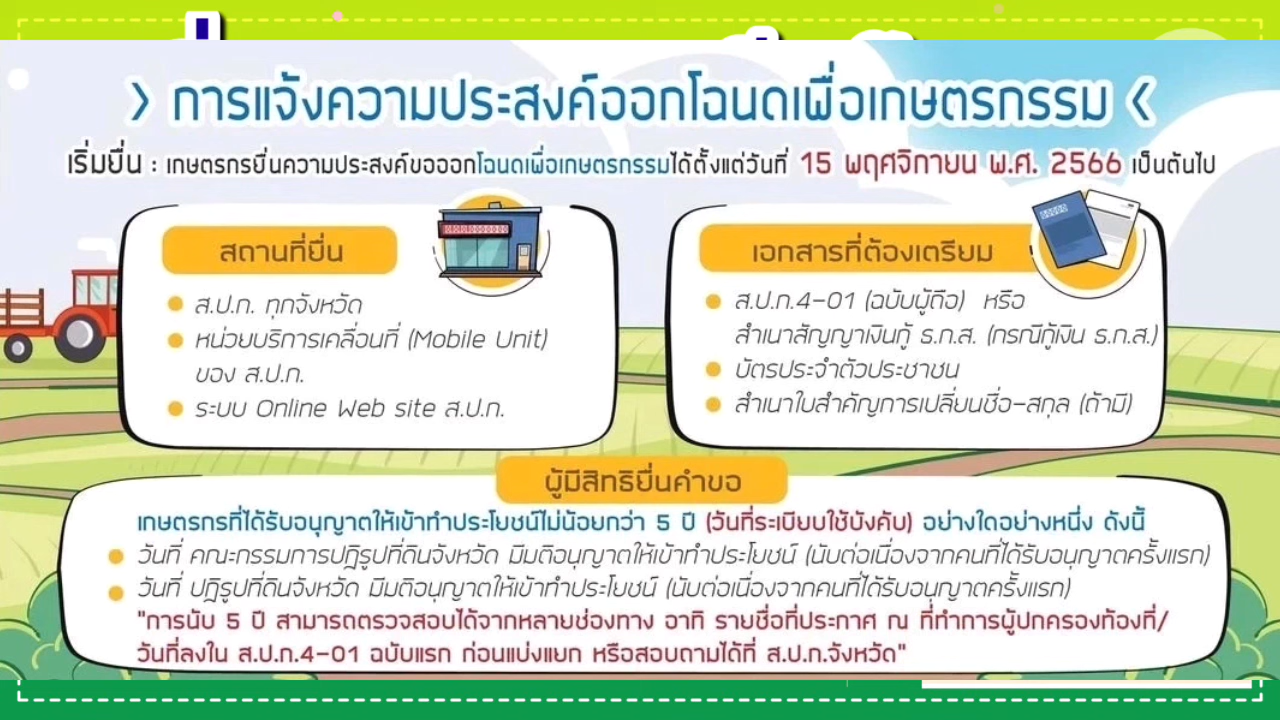 การแจ้งความประสงค์ออกโฉนดเพื่อเกษตรกรรม
เริ่มยื่น : เกษตรกรยื่นความประสงค์ขอออกโฉนดเพื่อเกษตรกรรมได้ตั้งแต่วันที่ 15 พฤศจิกายน พ.ศ. 2566 เป็นต้นไป
สถานที่ยื่น
ส.ป.ก. ทุกจังหวัด
หน่วยบริการเคลื่อนที่ (Mobile Unit)
ของ ส.ป.ก.
ระบบ Online Web site ส.ป.ก.
เอกสารที่ต้องเตรียม
ส.ป.ก.4-01 (ฉบับผู้ถือ) หรือ
สำเนาสัญญาเงินกู้ ธ.ก.ส. (กรณีกู้เงิน ธ.ก.ส.)
บัตรประจำตัวประชาชน
สำเนาใบสำคัญการเปลี่ยนชื่อ-สกุล (ถ้ามี)
ผู้มีสิทธิยื่นคำขอ
เกษตรกรที่ได้รับอนุญาตให้เข้าทำประโยชน์ไม่น้อยกว่า 5 ปี (วันที่ระเบียบใช้บังคับ) อย่างใดอย่างหนึ่ง ดังนี้
วันที่ คณะกรรมการปฏิรูปที่ดินจังหวัด มีมติอนุญาตให้เข้าทำประโยชน์ (นับต่อเนื่องจากคนที่ได้รับอนุญาตครั้งแรก)
วันที่ ปฏิรูปที่ดินจังหวัด มีมติอนุญาตให้เข้าทำประโยชน์ (นับต่อเนื่องจากคนที่ได้รับอนุญาตครั้งแรก)
"การนับ 5 ปี สามารถตรวจสอบได้จากหลายช่องทาง อาทิ รายชื่อที่ประกาศ ณ ที่ทำการผู้ปกครองท้องที่/
วันที่ลงใน ส.ป.ก.4-01 ฉบับแรก ก่อนแบ่งแยก หรือสอบถามได้ที่ ส.ป.ก.จังหวัด"